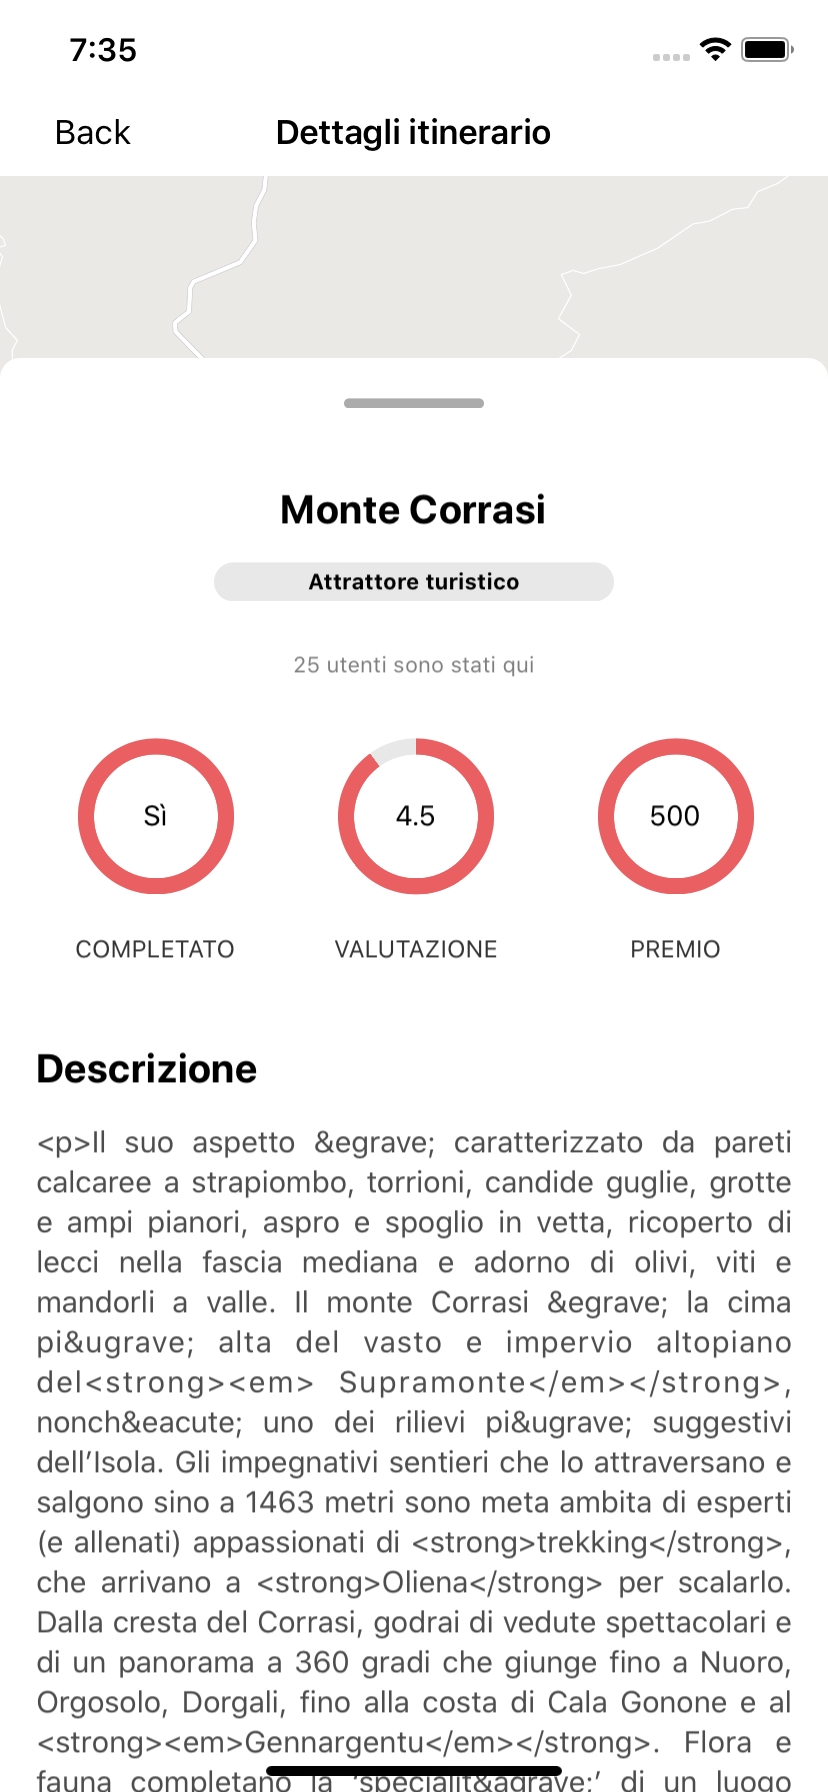 7:35
Back
Dettagli itinerario
Monte Corrasi
Attrattore turistico
25 utenti sono stati qui
Sì
4.5
500
COMPLETATO
VALUTAZIONE
PREMIO
Descrizione
<p>Il suo aspetto &egrave; caratterizzato da pareti
calcaree a strapiombo, torrioni, candide guglie, grotte
e ampi pianori, aspro e spoglio in vetta, ricoperto di
lecci nella fascia mediana e adorno di olivi, viti e
mandorli a valle. Il monte Corrasi &egrave; la cima
pi&ugrave; alta del vasto e impervio altopiano
del<strong><em> Supramonte</em></strong>,
nonch&eacute; uno dei rilievi pi&ugrave; suggestivi
dell’Isola. Gli impegnativi sentieri che lo attraversano e
salgono sino a 1463 metri sono meta ambita di esperti
(e allenati) appassionati di <strong>trekking</strong>,
che arrivano a <strong>Oliena</strong> per scalarlo.
Dalla cresta del Corrasi, godrai di vedute spettacolari e
di un panorama a 360 gradi che giunge fino a Nuoro,
Orgosolo, Dorgali, fino alla costa di Cala Gonone e al
<strong><em>Gennargentu</em></strong>. Flora e
fauna completano la ‘specialit&agrave;’ di un luogo